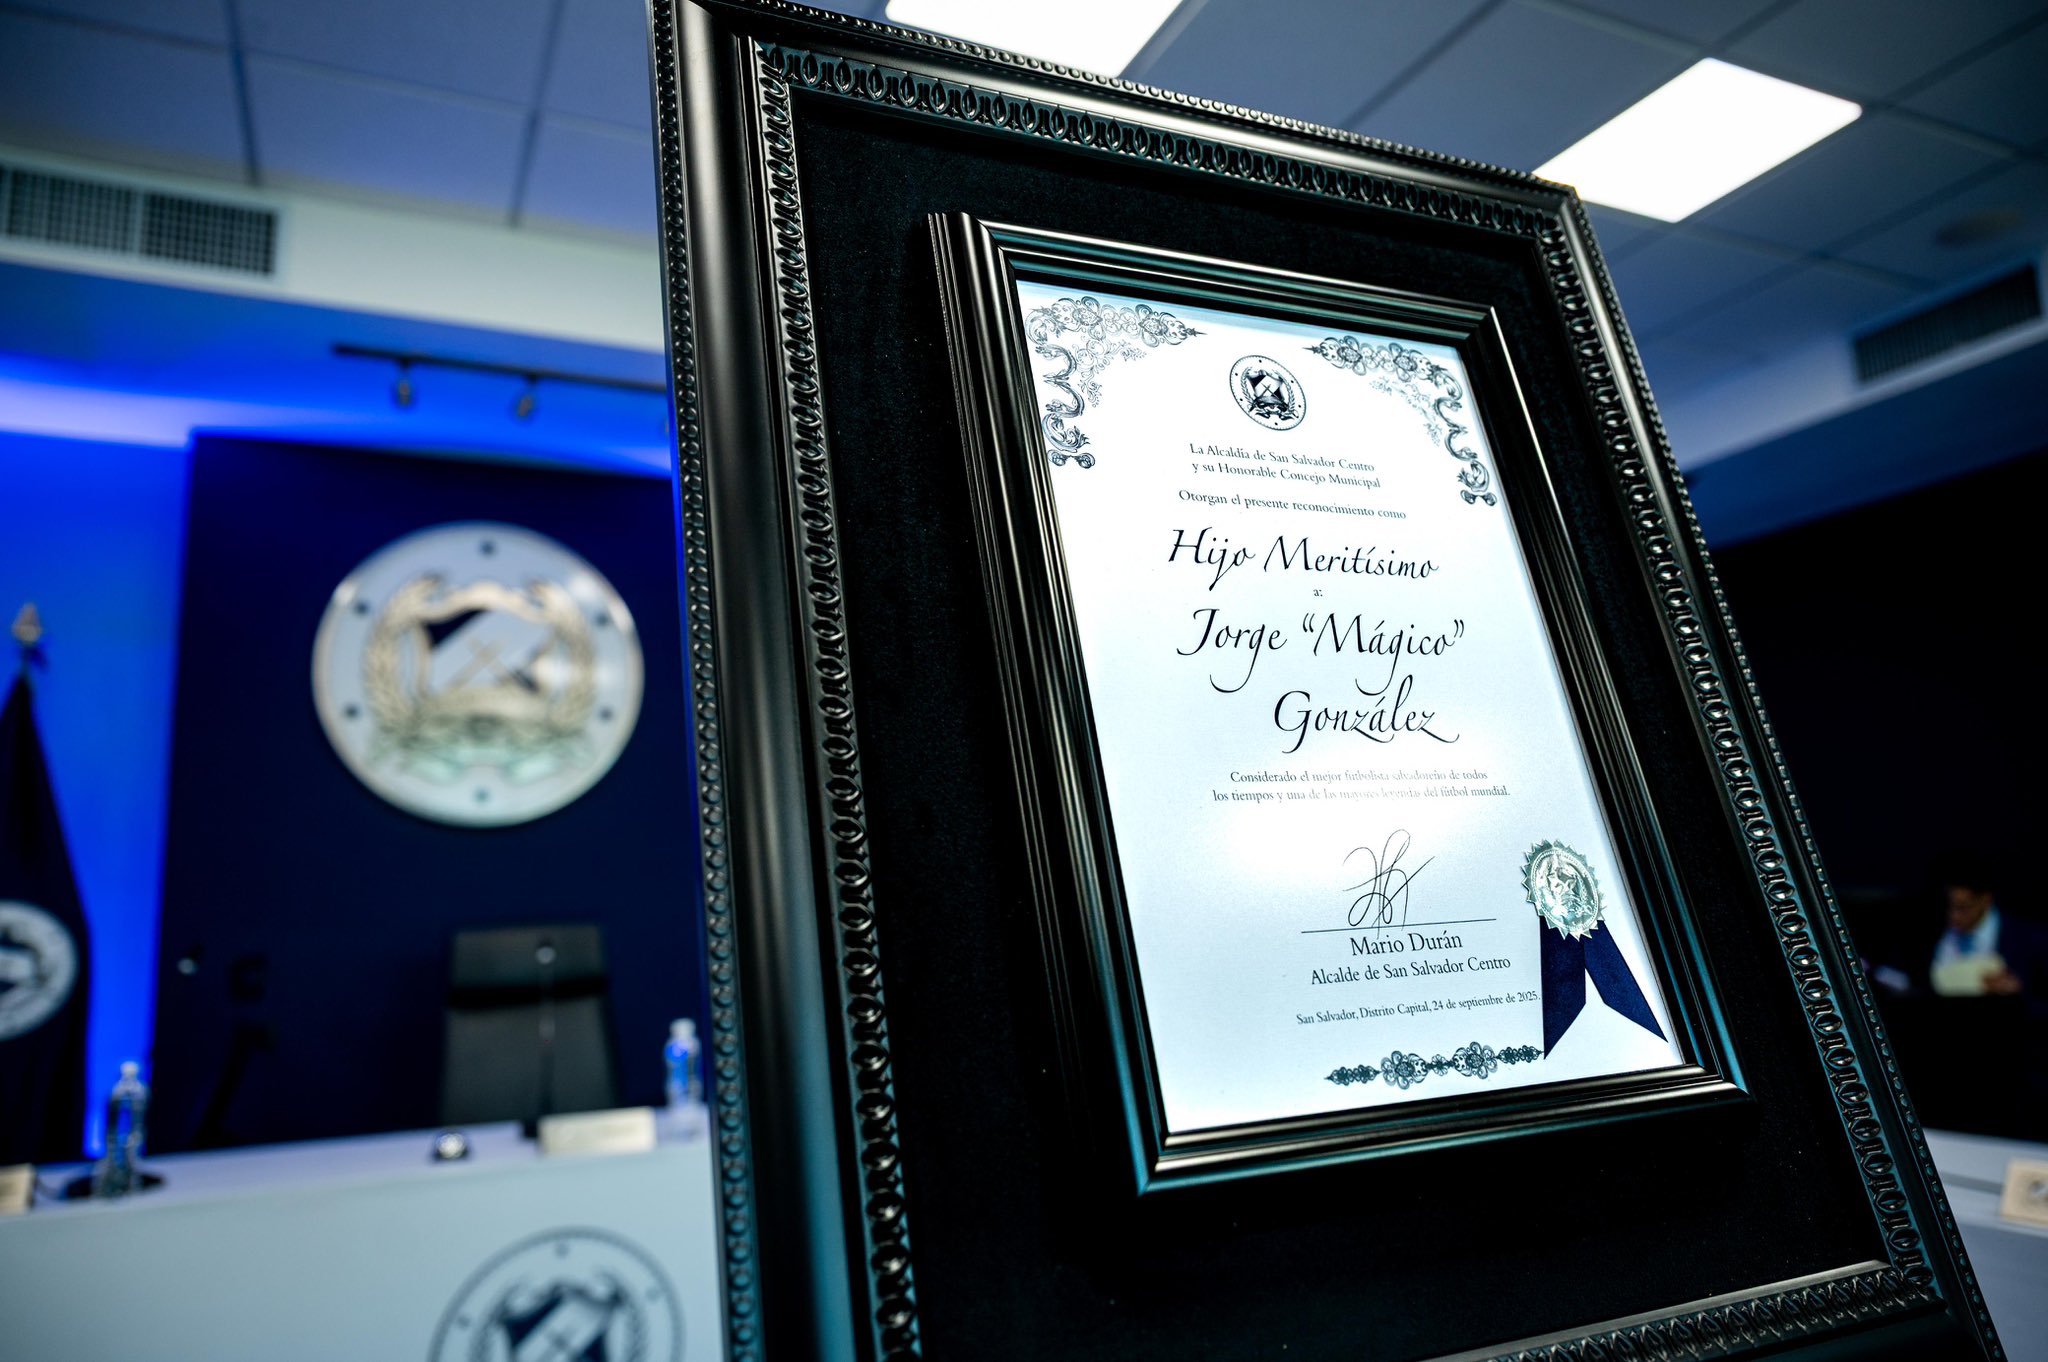 La Alcaldía de San Salvador Centro
y su Honorable Concejo Municipal
Otorgan el presente reconocimiento como
Hijo Meritísimo
a:
Jorge “Mágico”
González
Considerado el mejor futbolista salvadoreño de todos
los tiempos y una de las mayores leyendas del fútbol mundial.
Mario Durán
Alcalde de San Salvador Centro
San Salvador, Distrito Capital, 24 de septiembre de 2025.